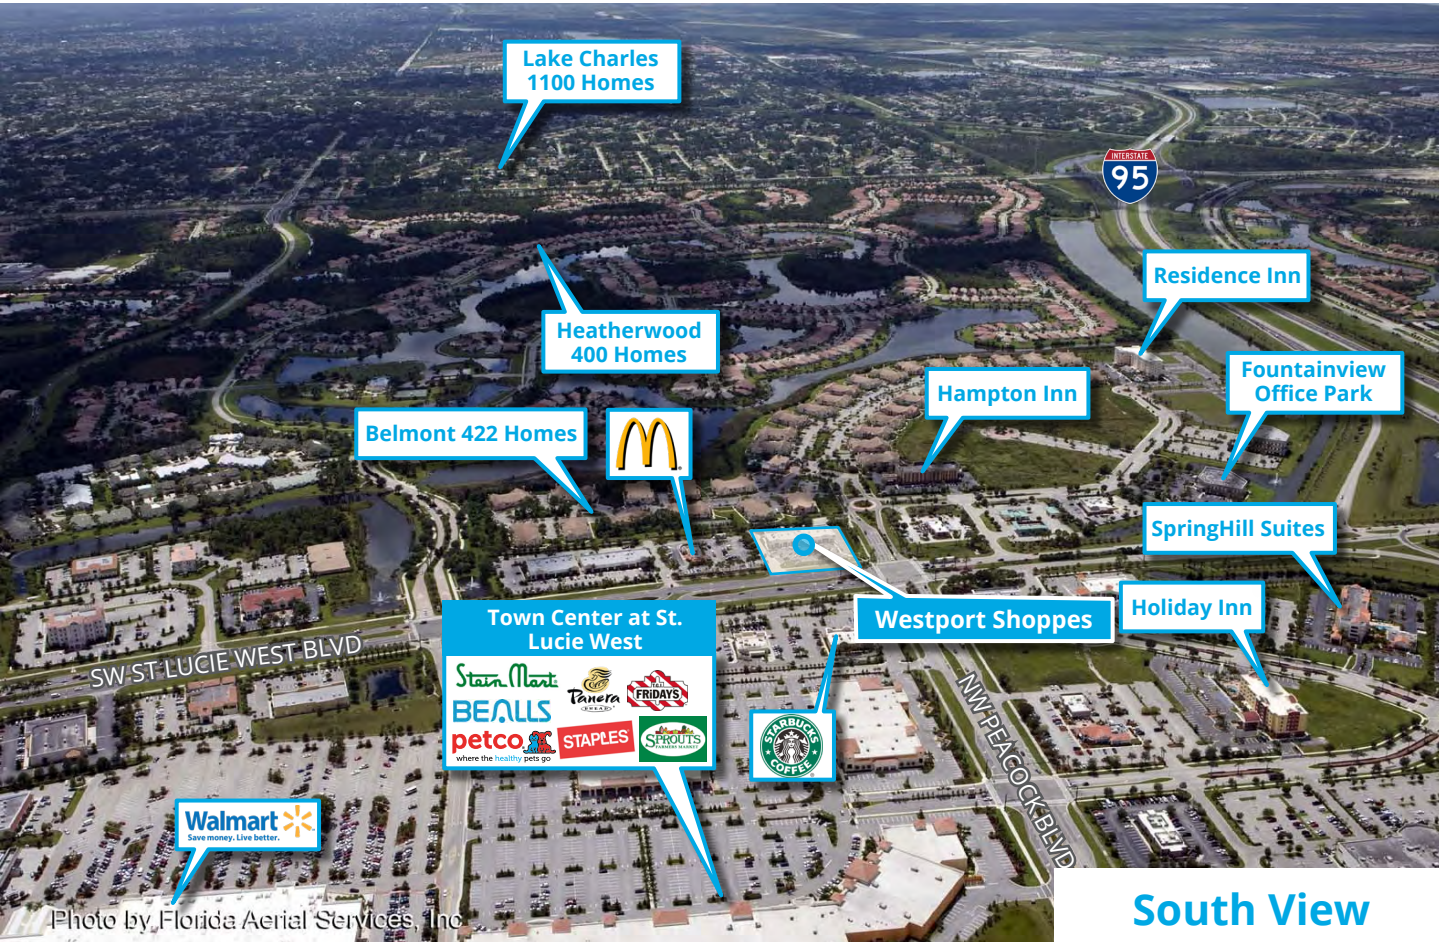 Lake Charles
1100 Homes
INTERSTATE
95
Residence Inn
Heatherwood
400 Homes
Fountainview
Office Park
Hampton Inn
Belmont 422 Homes
M
SpringHill Suites
Holiday Inn
Westport Shoppes
Town Center at St.
Lucie West
SW ST LUCIE WEST BLVD
Stein Mart
Panera
BREAD
FRiDAYS
BEALLS
petco
where the healthy pets go
STAPLES
SPROUTS
FARMERS MARKET
STARBUCKS
COFFEE
NW PEACOCK BLVD
Walmart
Save money. Live better.
Photo by Florida Aerial Services, Inc
South View